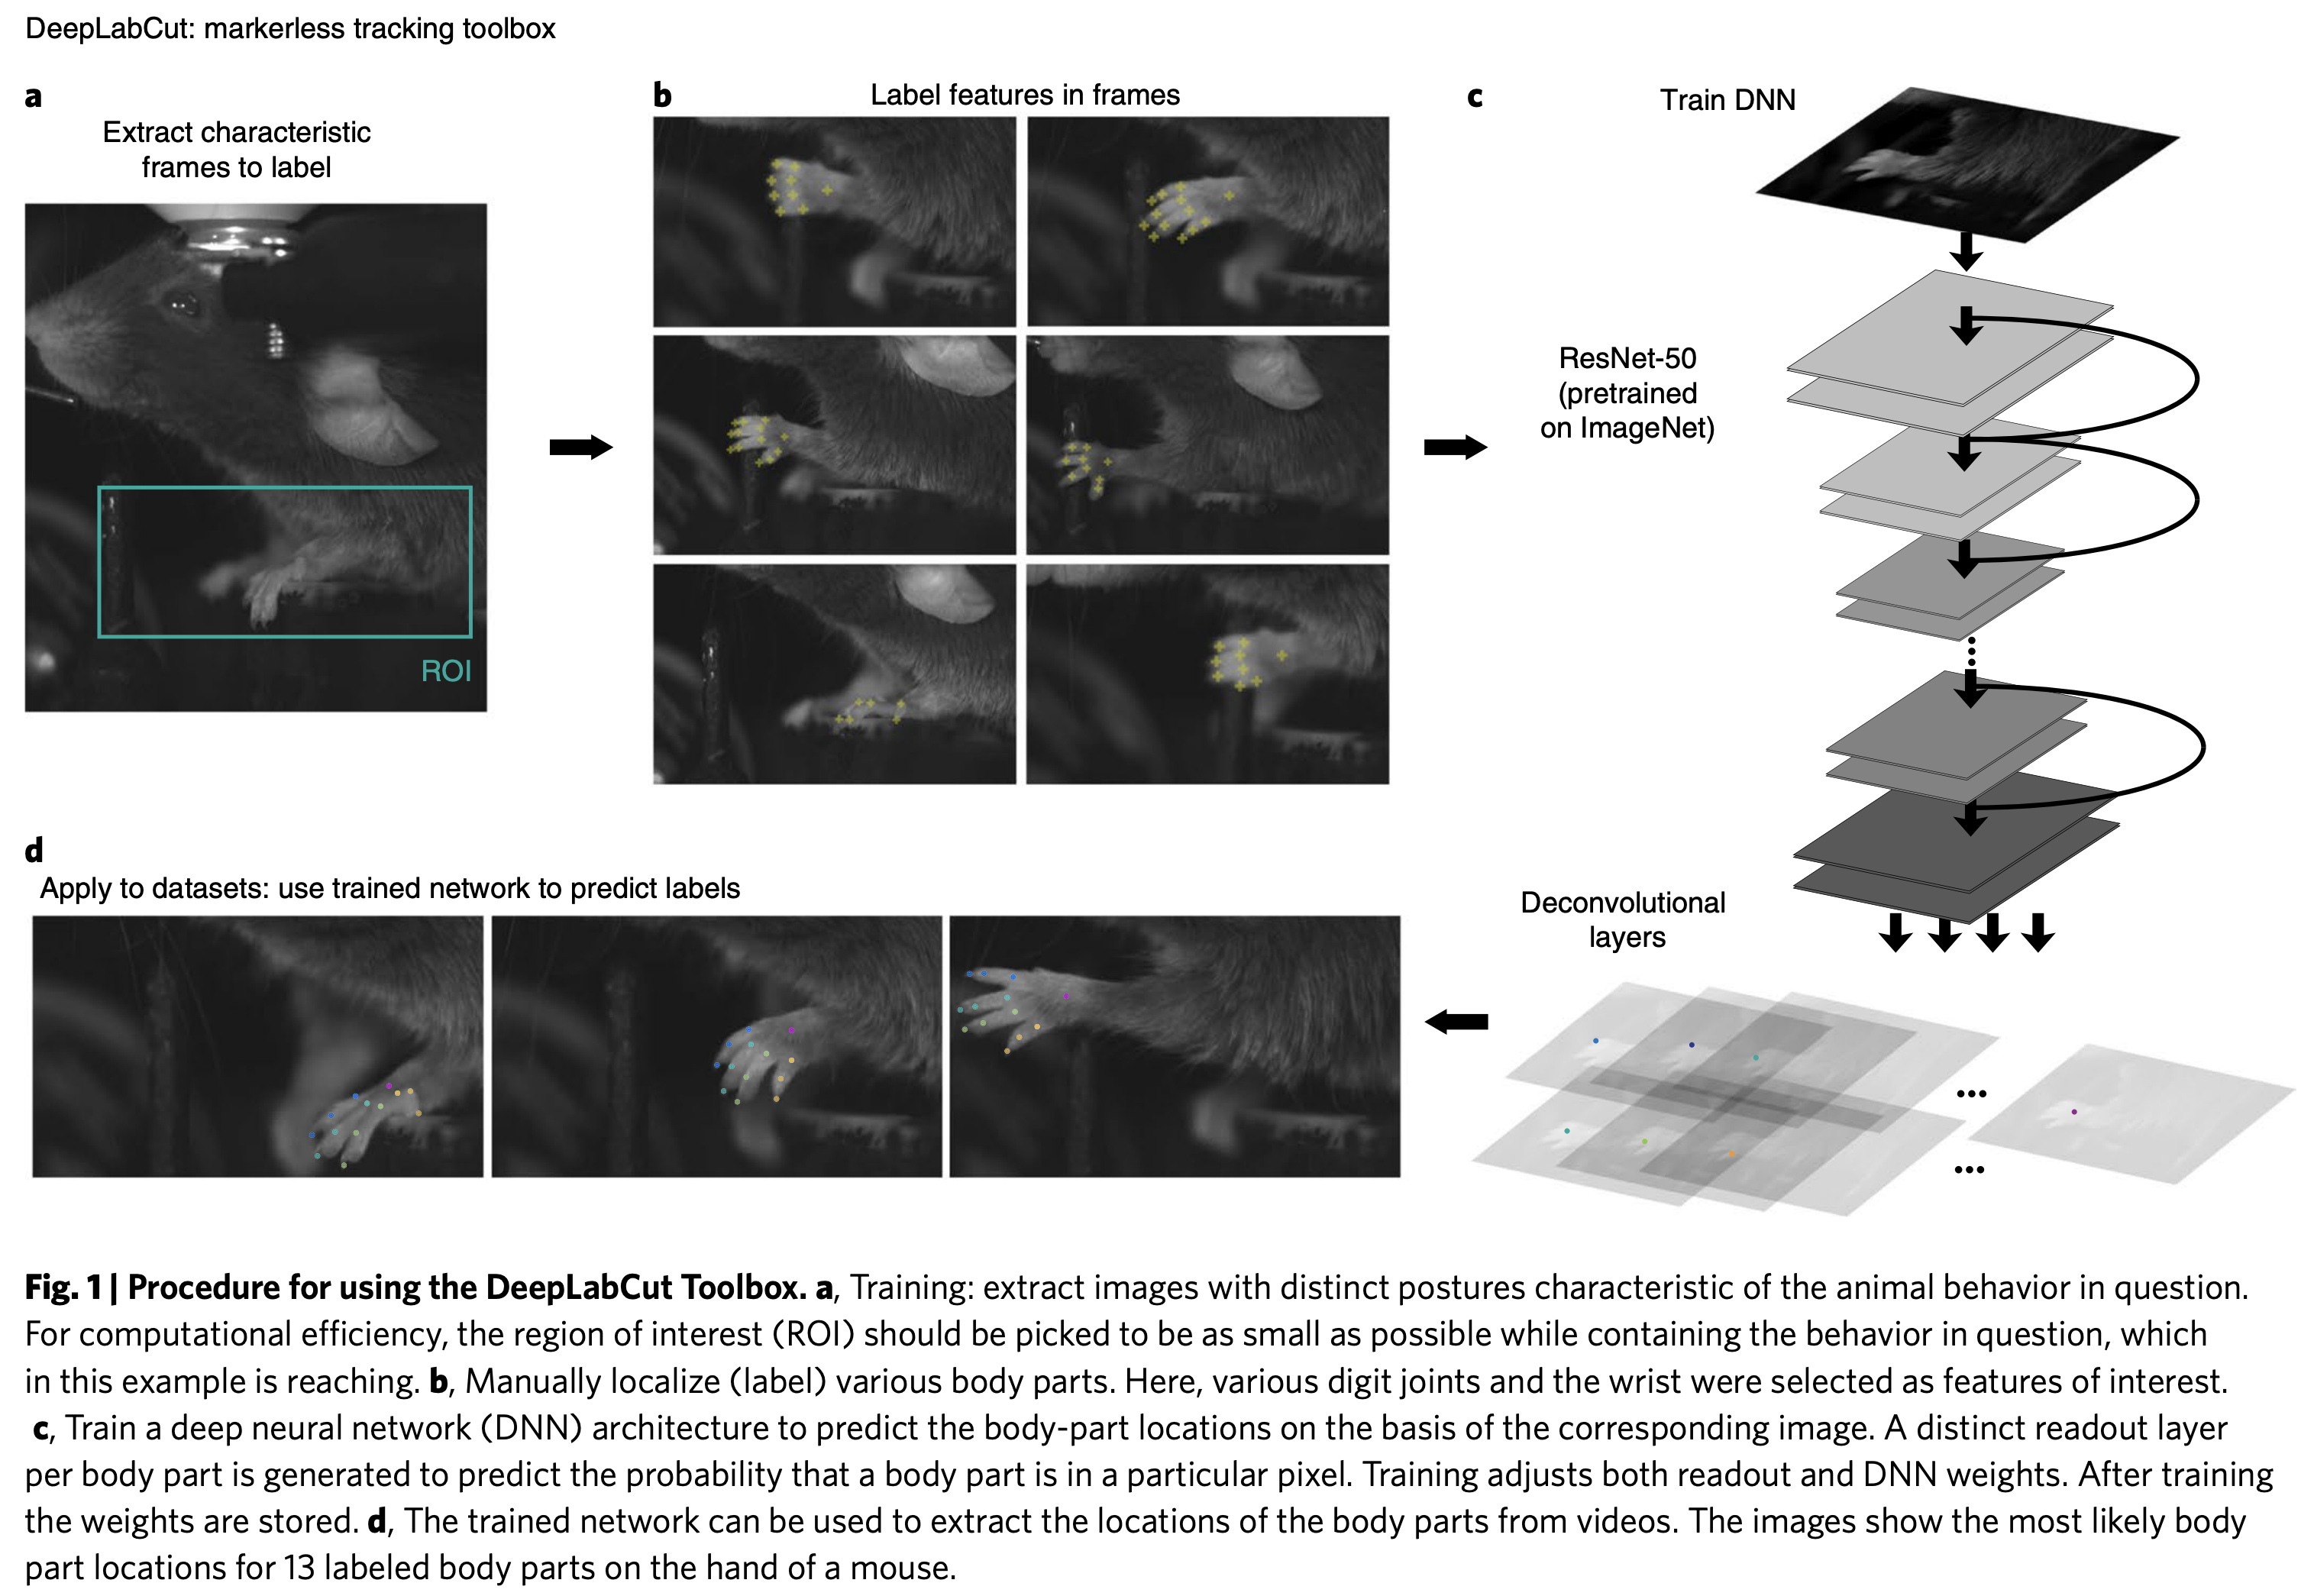 DeepLabCut: markerless tracking toolbox
a
Extract characteristic
frames to label
ROI
b
Label features in frames
c
Train DNN
ResNet-50
(pretrained
on ImageNet)
Deconvolutional
layers
...
...
d
Apply to datasets: use trained network to predict labels
Fig. 1 | Procedure for using the DeepLabCut Toolbox. a, Training: extract images with distinct postures characteristic of the animal behavior in question.
For computational efficiency, the region of interest (ROI) should be picked to be as small as possible while containing the behavior in question, which
in this example is reaching. b, Manually localize (label) various body parts. Here, various digit joints and the wrist were selected as features of interest.
c, Train a deep neural network (DNN) architecture to predict the body-part locations on the basis of the corresponding image. A distinct readout layer
per body part is generated to predict the probability that a body part is in a particular pixel. Training adjusts both readout and DNN weights. After training
the weights are stored. d, The trained network can be used to extract the locations of the body parts from videos. The images show the most likely body
part locations for 13 labeled body parts on the hand of a mouse.